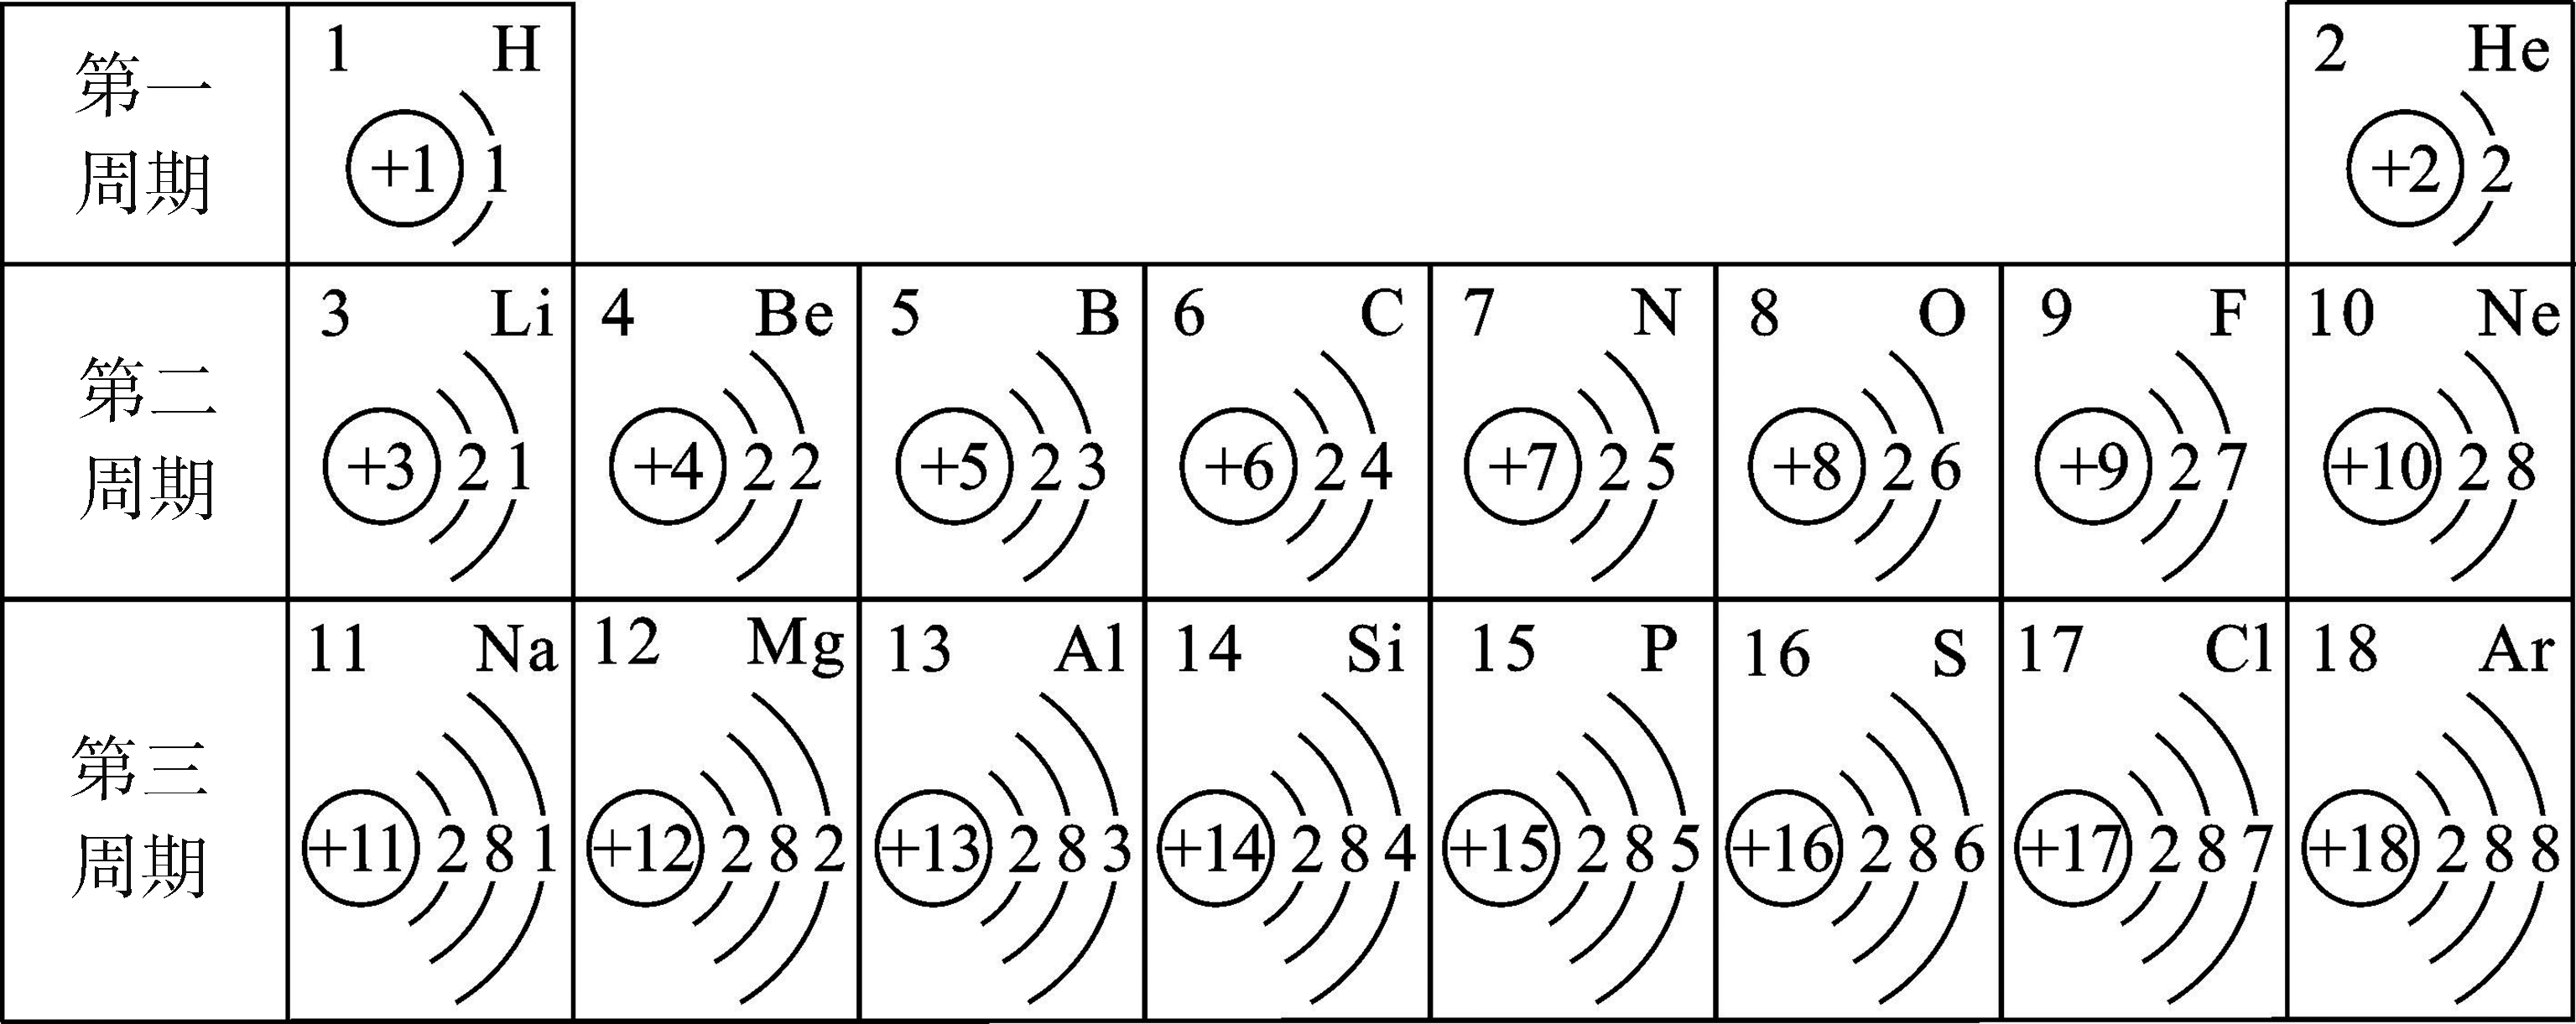 第一
周期
1 H
+1 1
2 He
+2 2
第二
周期
3 Li
+3 2 1
4 Be
+4 2 2
5 B
+5 2 3
6 C
+6 2 4
7 N
+7 2 5
8 O
+8 2 6
9 F
+9 2 7
10 Ne
+10 2 8
第三
周期
11 Na
+11 2 8 1
12 Mg
+12 2 8 2
13 Al
+13 2 8 3
14 Si
+14 2 8 4
15 P
+15 2 8 5
16 S
+16 2 8 6
17 Cl
+17 2 8 7
18 Ar
+18 2 8 8